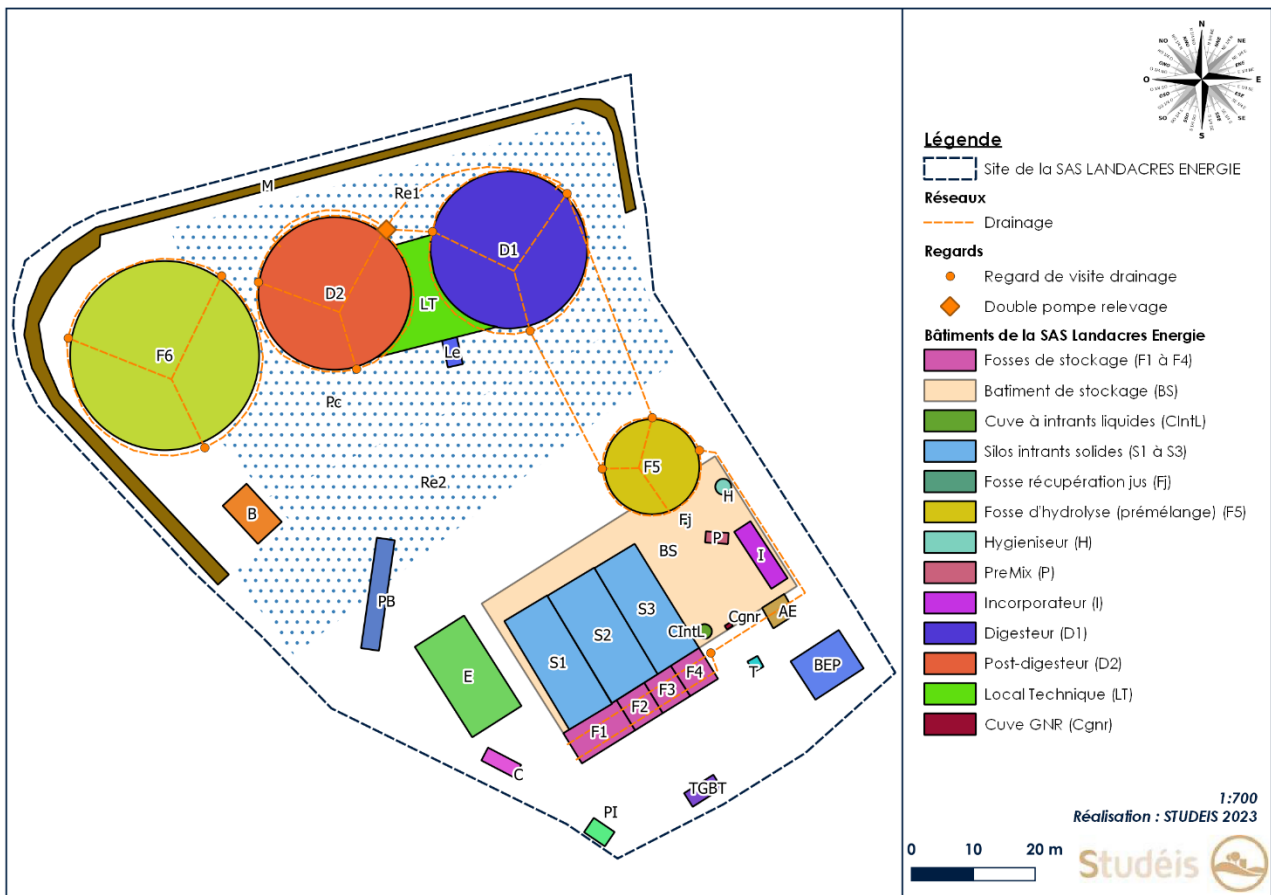 M
Re1
D1
D2
LT
Le
F6
Pc
F5
Re2
H
B
Fj
P
BS
I
PB
S3
Cgnr
AE
CIntL
S2
S1
T
BEP
E
F4
F3
F2
F1
C
TGBT
PI
N
NO
NE
O
E
SO
SE
S
Légende
Site de la SAS LANDACRES ENERGIE
Réseaux
Drainage
Regards
Regard de visite drainage
Double pompe relevage
Bâtiments de la SAS Landacres Energie
Fosses de stockage (F1 à F4)
Batiment de stockage (BS)
Cuve à intrants liquides (CIntL)
Silos intrants solides (S1 à S3)
Fosse récupération jus (Fj)
Fosse d'hydrolyse (prémélange) (F5)
Hygieniseur (H)
PreMix (P)
Incorporateur (I)
Digesteur (D1)
Post-digesteur (D2)
Local Technique (LT)
Cuve GNR (Cgnr)
1:700
Réalisation : STUDEIS 2023
0 10 20 m
Studéis